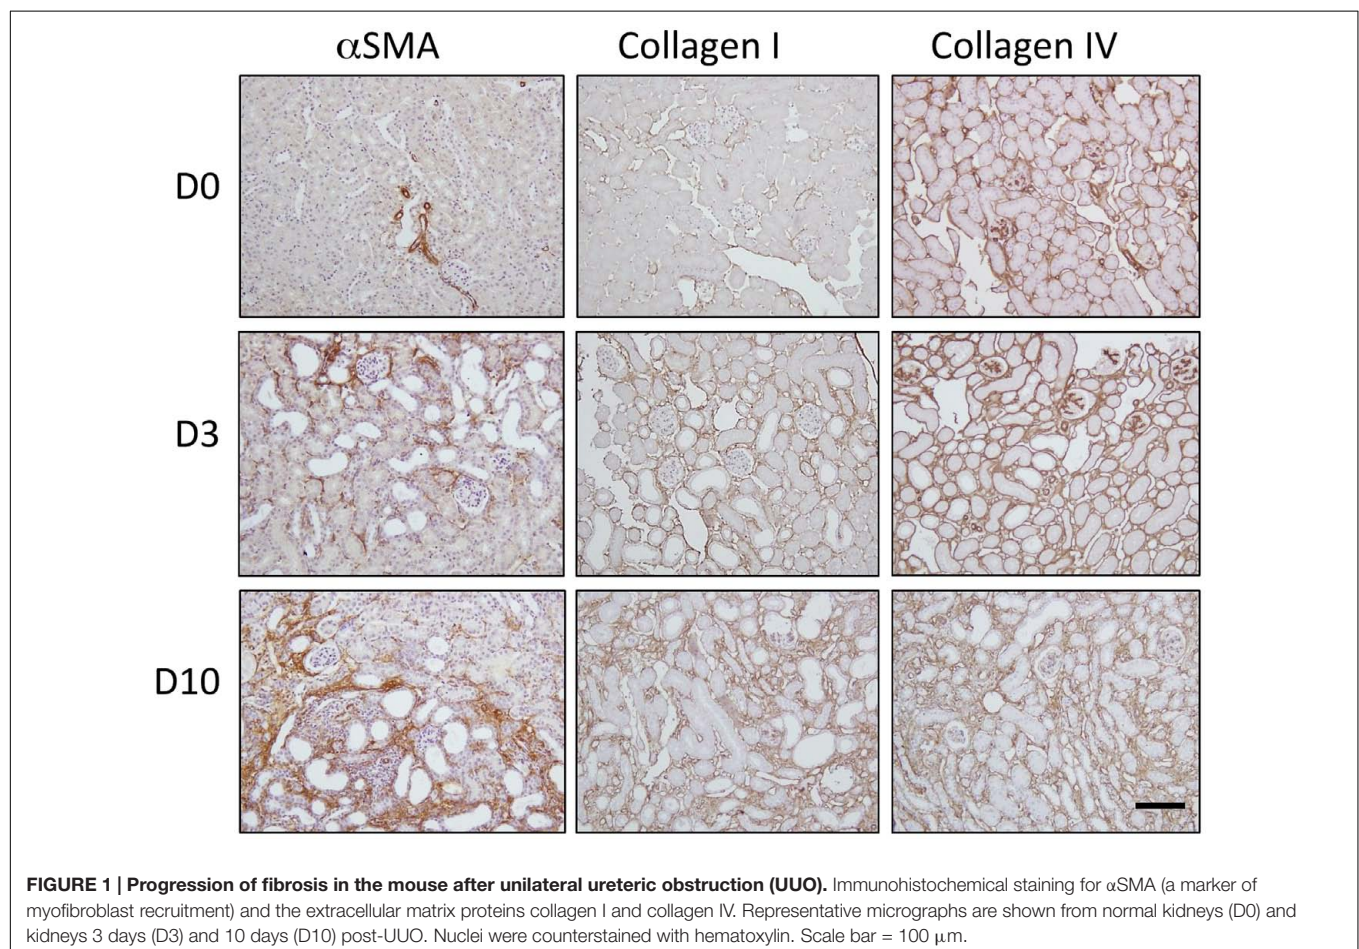 αSMA Collagen I Collagen IV
D0
D3
D10
FIGURE 1 | Progression of fibrosis in the mouse after unilateral ureteric obstruction (UUO). Immunohistochemical staining for αSMA (a marker of
myofibroblast recruitment) and the extracellular matrix proteins collagen I and collagen IV. Representative micrographs are shown from normal kidneys (D0) and
kidneys 3 days (D3) and 10 days (D10) post-UUO. Nuclei were counterstained with hematoxylin. Scale bar = 100 μm.